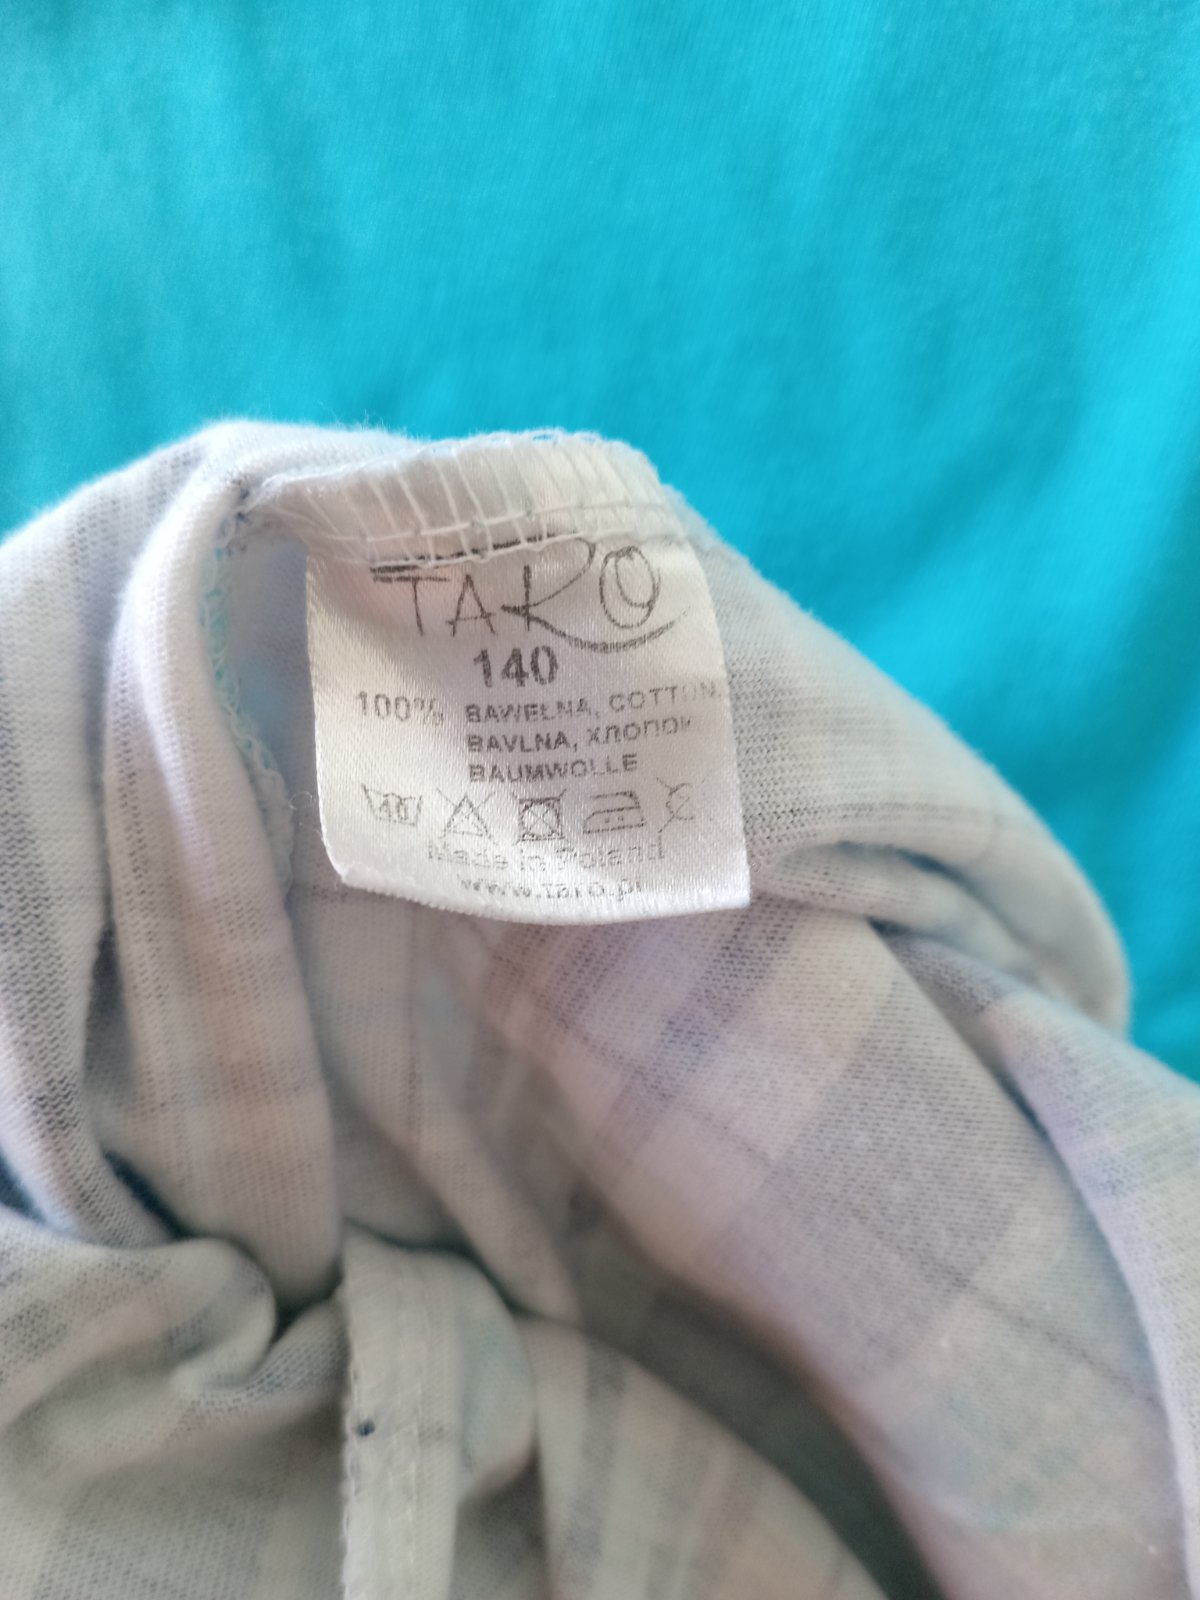 TARO
140
100% BAWEŁNA, COTTON,
BAVLNA, ХЛОПОК
BAUMWOLLE
40
Made in Poland
www.taro.pl